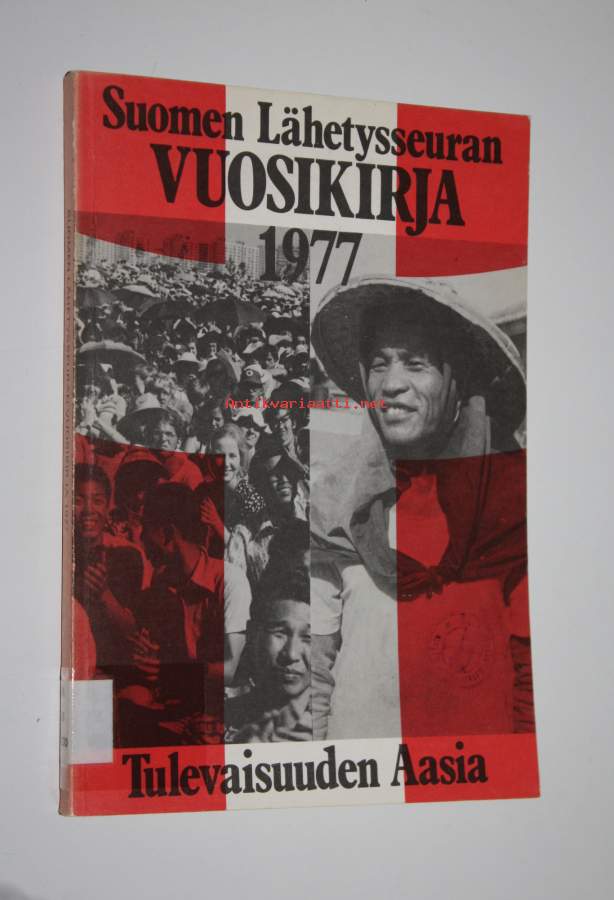 Suomen Lähetysseuran
VUOSIKIRJA
1977
Antikvariaatti.net
Tulevaisuuden Aasia